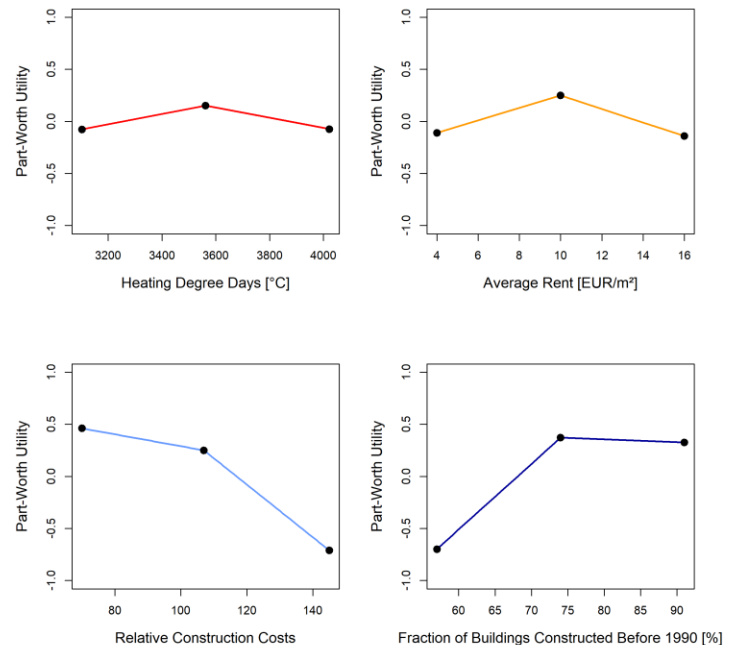 Part-Worth Utility
1.0
0.5
0.0
-0.5
-1.0
3200 3400 3600 3800 4000
Heating Degree Days [°C]
Part-Worth Utility
1.0
0.5
0.0
-0.5
-1.0
4 6 8 10 12 14 16
Average Rent [EUR/m²]
Part-Worth Utility
1.0
0.5
0.0
-0.5
-1.0
80 100 120 140
Relative Construction Costs
Part-Worth Utility
1.0
0.5
0.0
-0.5
-1.0
60 65 70 75 80 85 90
Fraction of Buildings Constructed Before 1990 [%]